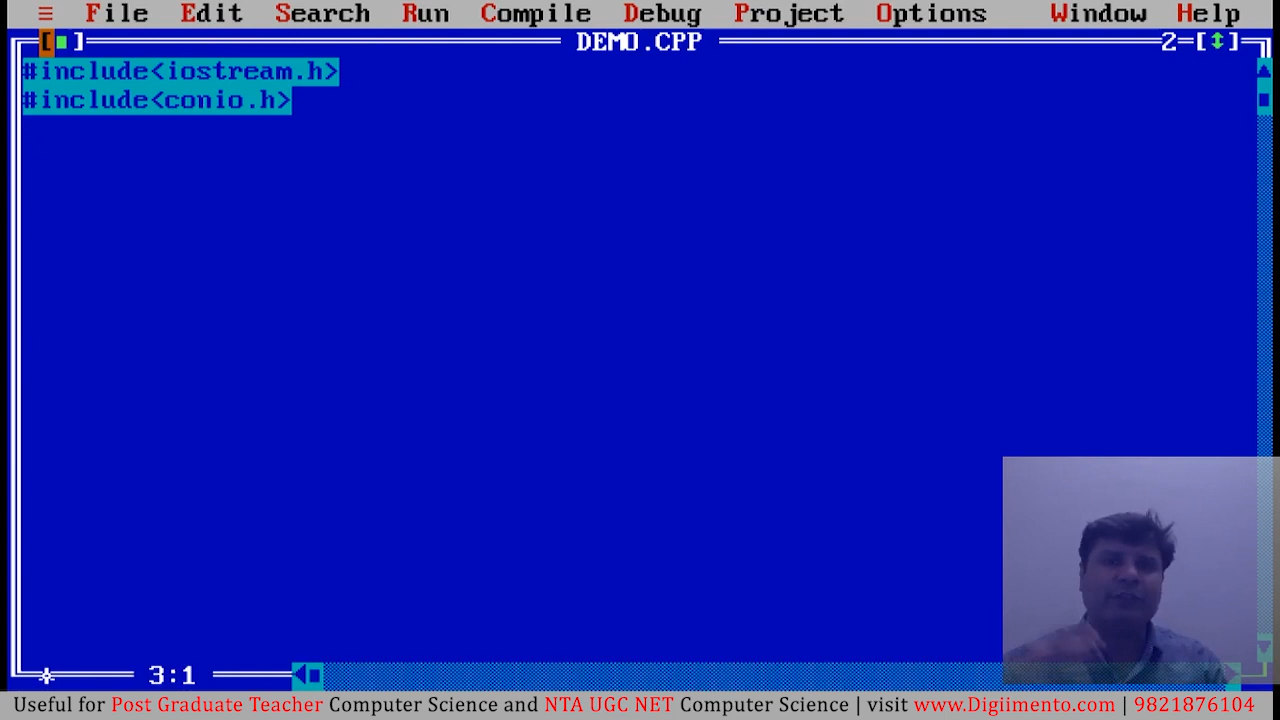 ≡ File Edit Search Run Compile Debug Project Options Window Help
[■] DEMO.CPP 2=[↕]
#include<iostream.h>
#include<conio.h>
3:1
Useful for Post Graduate Teacher Computer Science and NTA UGC NET Computer Science | visit www.Digiimento.com | 9821876104